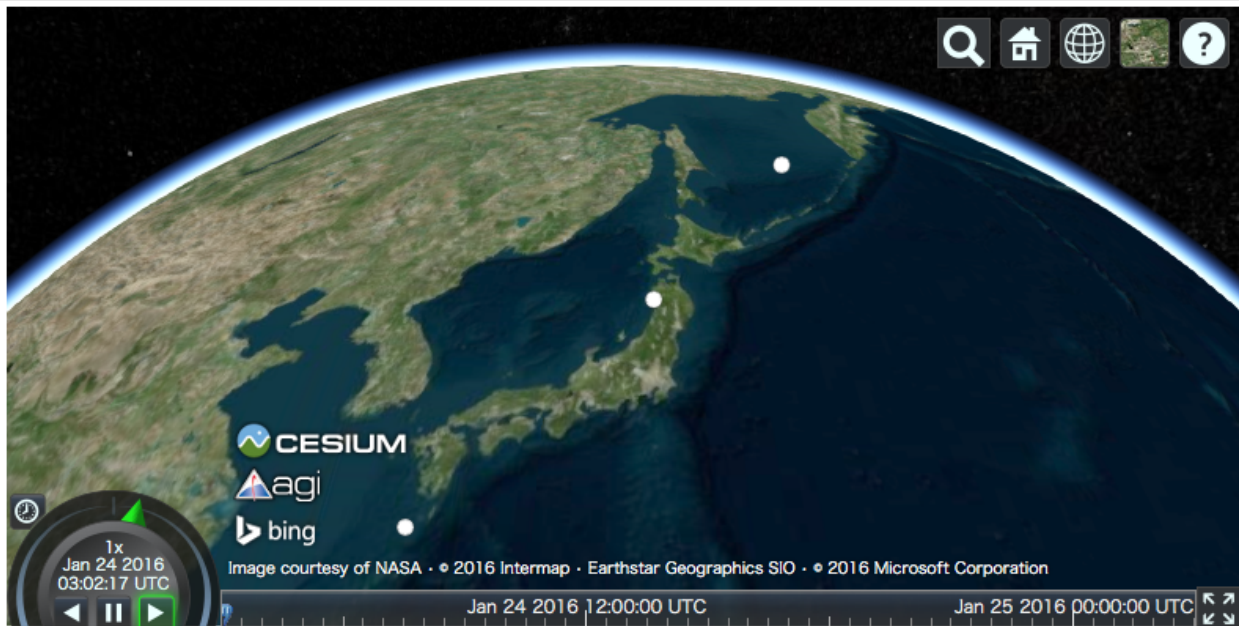 ?
CESIUM
agi
bing
1x
Jan 24 2016
03:02:17 UTC
Image courtesy of NASA · © 2016 Intermap · Earthstar Geographics SIO · © 2016 Microsoft Corporation
Jan 24 2016 12:00:00 UTC
Jan 25 2016 00:00:00 UTC